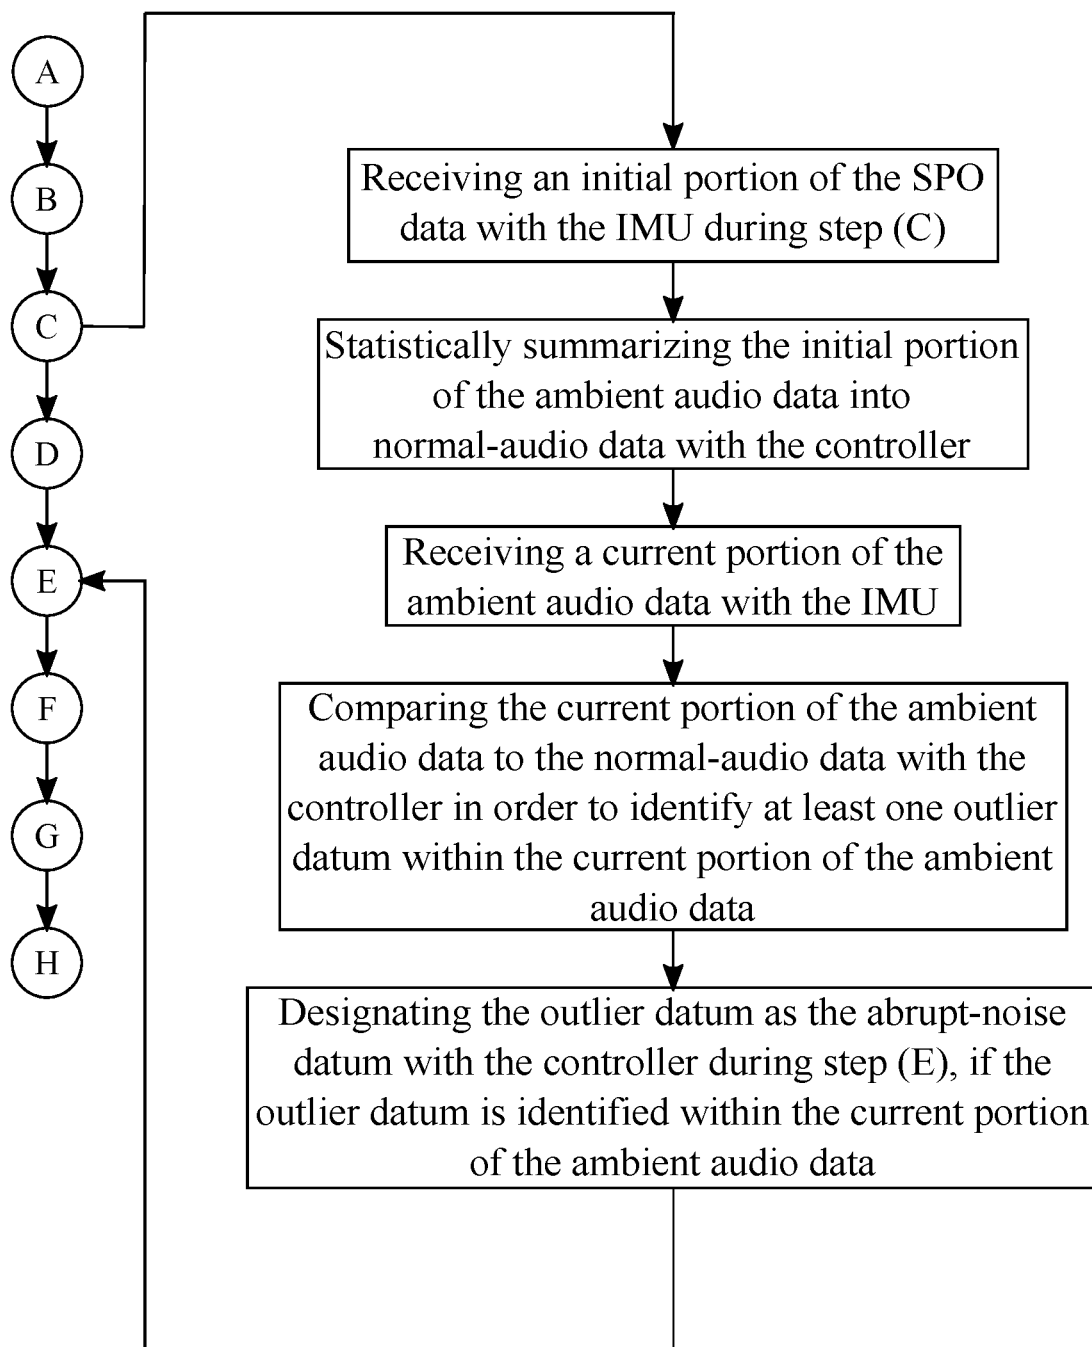 A
B
C
D
E
F
G
H
Receiving an initial portion of the SPO
data with the IMU during step (C)
Statistically summarizing the initial portion
of the ambient audio data into
normal-audio data with the controller
Receiving a current portion of the
ambient audio data with the IMU
Comparing the current portion of the ambient
audio data to the normal-audio data with the
controller in order to identify at least one outlier
datum within the current portion of the ambient
audio data
Designating the outlier datum as the abrupt-noise
datum with the controller during step (E), if the
outlier datum is identified within the current portion
of the ambient audio data